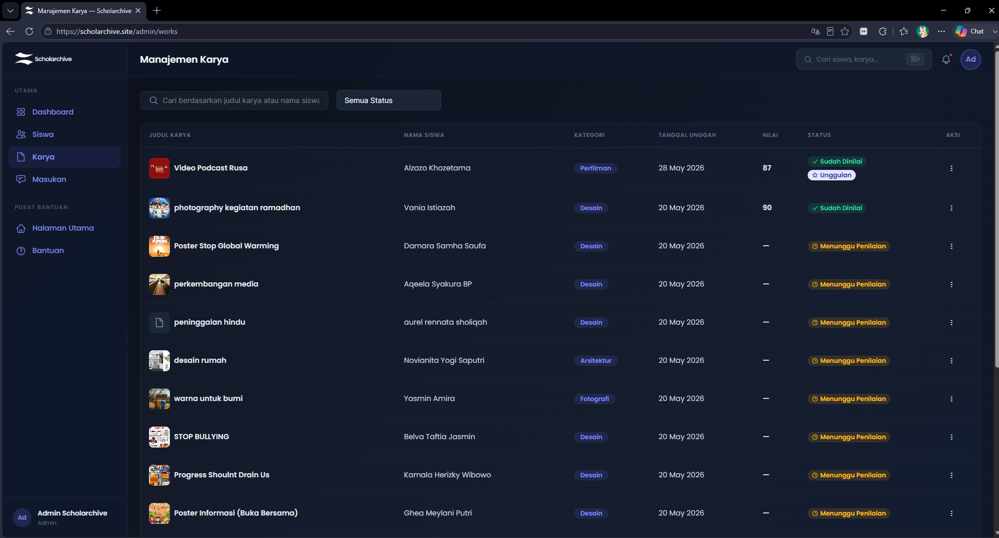 Manajemen Karya — Scholarchive
https://scholarchive.site/admin/works
Chat
Scholarchive
Manajemen Karya
Cari siswa, karya...
⌘K
Ad
UTAMA
Dashboard
Siswa
Karya
Masukan
PUSAT BANTUAN
Halaman Utama
Bantuan
Ad
Admin Scholarchive
Admin
Cari berdasarkan judul karya atau nama siswa
Semua Status
JUDUL KARYA NAMA SISWA KATEGORI TANGGAL UNGGAH NILAI STATUS AKSI
Video Podcast Rusa Alzazo Khozetama Perfilman 28 May 2026 87 Sudah Dinilai
Unggulan
photography kegiatan ramadhan Vania Istiazah Desain 20 May 2026 90 Sudah Dinilai
Global Warming
Poster Stop Global Warming Damara Samha Saufa Desain 20 May 2026 — Menunggu Penilaian
perkembangan media Aqeela Syakura BP Desain 20 May 2026 — Menunggu Penilaian
peninggalan hindu aurel rennata sholiqah Desain 20 May 2026 — Menunggu Penilaian
desain rumah Novianita Yogi Saputri Arsitektur 20 May 2026 — Menunggu Penilaian
warna untuk bumi Yasmin Amira Fotografi 20 May 2026 — Menunggu Penilaian
STOP BULLYING Belva Taftia Jasmin Desain 20 May 2026 — Menunggu Penilaian
Progress Shoulnt Drain Us Kamala Herizky Wibowo Desain 20 May 2026 — Menunggu Penilaian
Poster Informasi (Buka Bersama) Ghea Meylani Putri Desain 20 May 2026 — Menunggu Penilaian